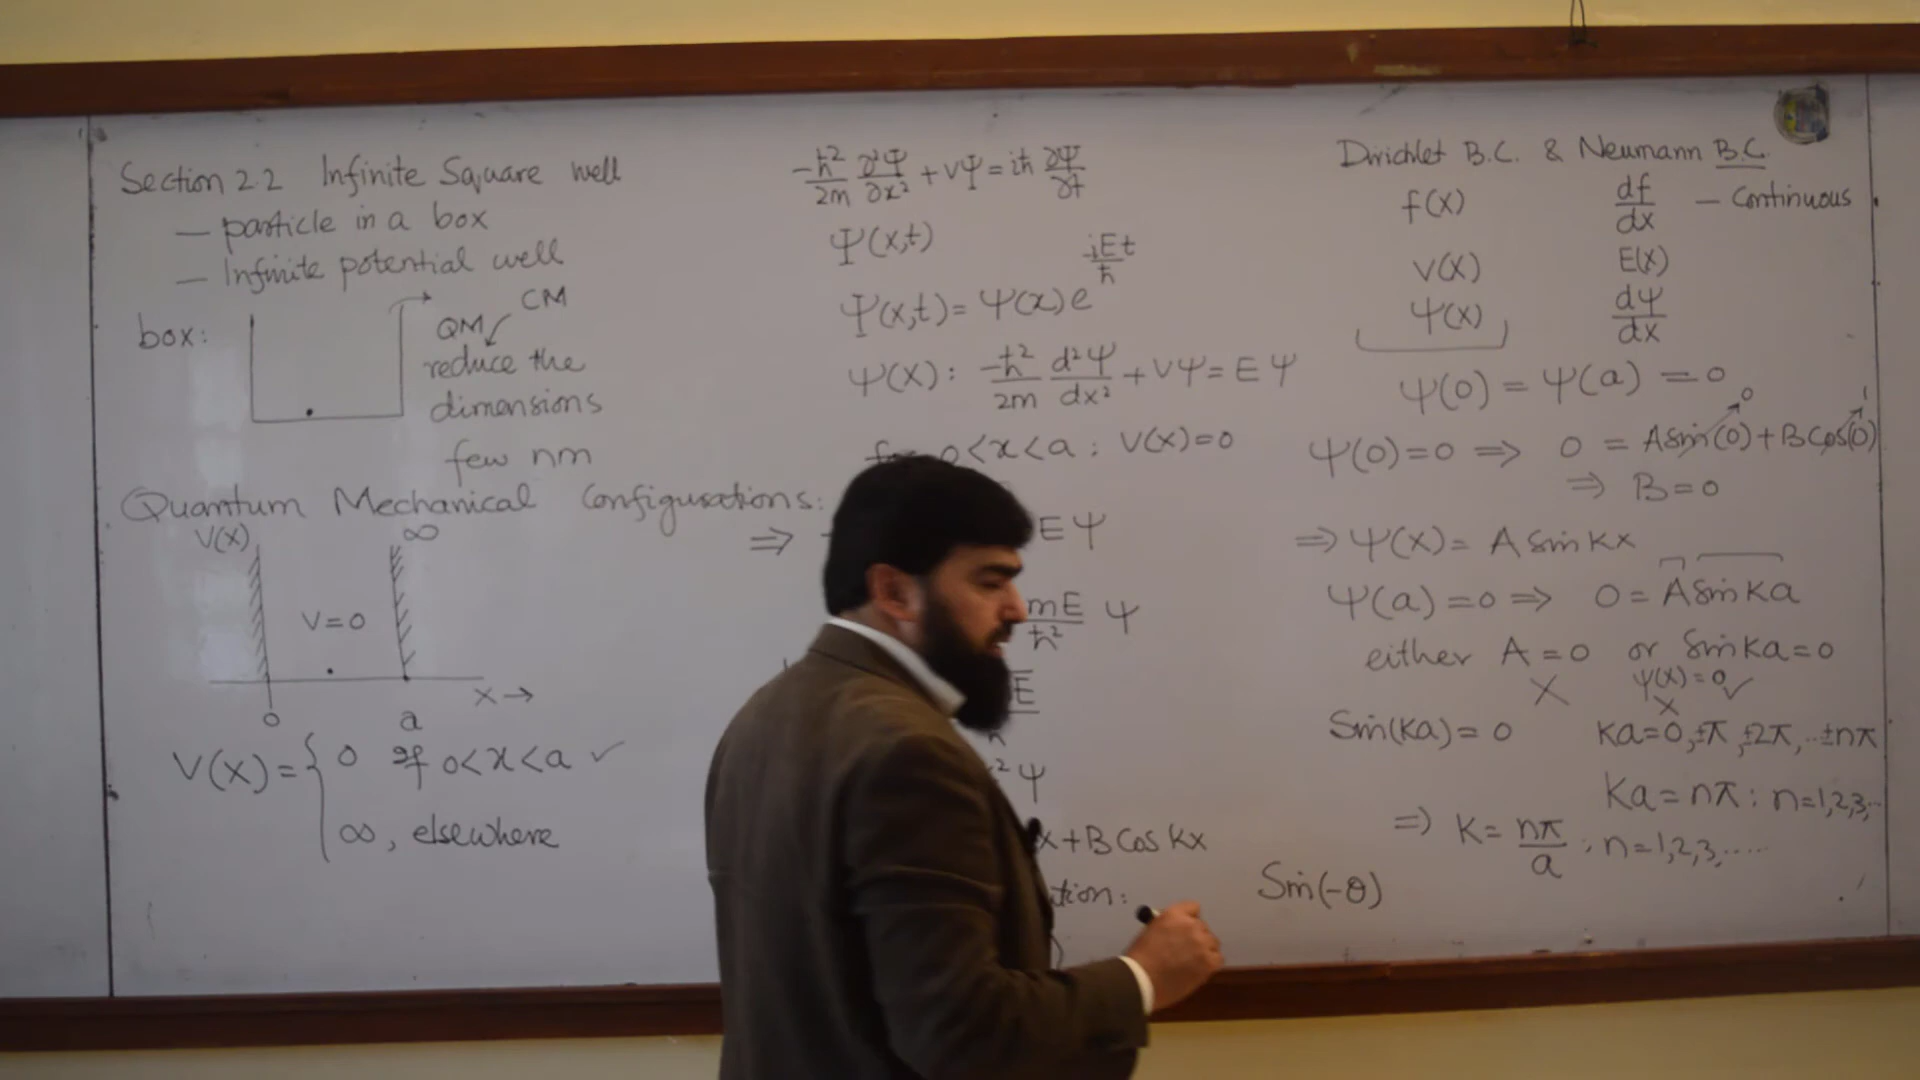 Section 2.2 Infinite Square well
— particle in a box
— Infinite potential well
box:
CM
QM
reduce the
dimensions
few nm
Quantum Mechanical Configurations:
V(x) ∞
V=0
x →
0 a
V(x) = { 0 if 0<x<a ✓
∞, elsewhere
-ħ²/2m ∂²Ψ/∂x² + VΨ = iħ ∂Ψ/∂t
Ψ(x,t)
Ψ(x,t) = ψ(x) e^-iEt/ħ
ψ(x): -ħ²/2m d²ψ/dx² + Vψ = Eψ
for 0<x<a : V(x)=0
⇒ Eψ
mE/ħ² ψ
E
² ψ
x + B Cos kx
Dirichlet B.C. & Neumann B.C.
f(x) df/dx — Continuous
V(x) E(x)
ψ(x) dψ/dx
ψ(0) = ψ(a) = 0
ψ(0)=0 ⇒ 0 = A sin(0) + B Cos(0)
0 1
⇒ B=0
⇒ ψ(x) = A sin kx
ψ(a) = 0 ⇒ 0 = A sin ka
either A = 0 or Sin ka = 0
X ψ(x) = 0 ✓
X
Sin(ka) = 0 ka=0, ±π, ±2π, ...±nπ
ka = nπ : n=1,2,3,..
⇒ K = nπ/a ; n=1,2,3,....
Sin(-θ)